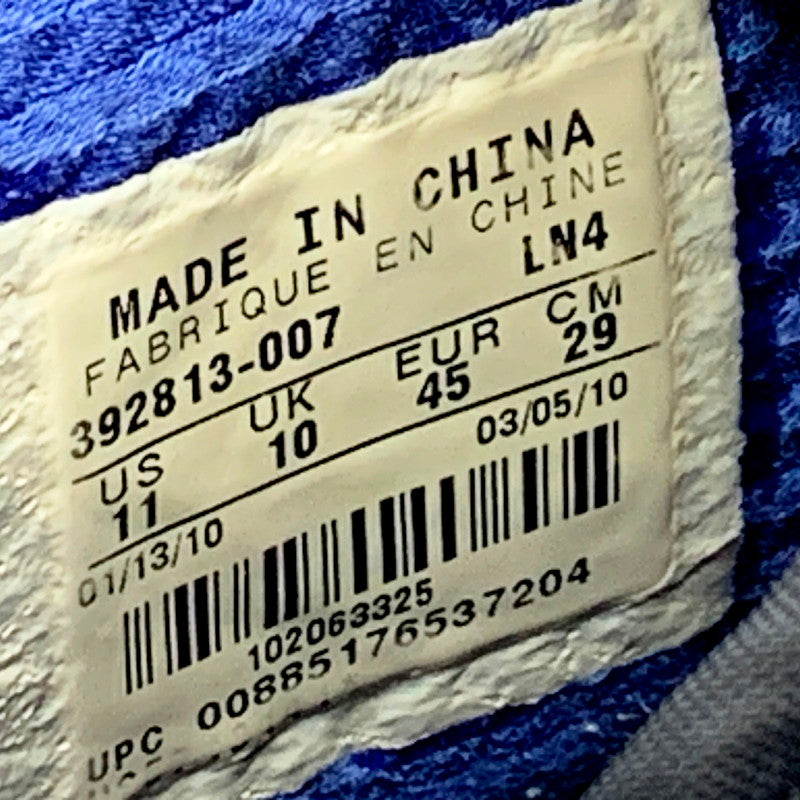 MADE IN CHINA
FABRIQUE EN CHINE
392813-007 LN4
US UK EUR CM
11 10 45 29
01/13/10 03/05/10
102063325
UPC 00885176537204